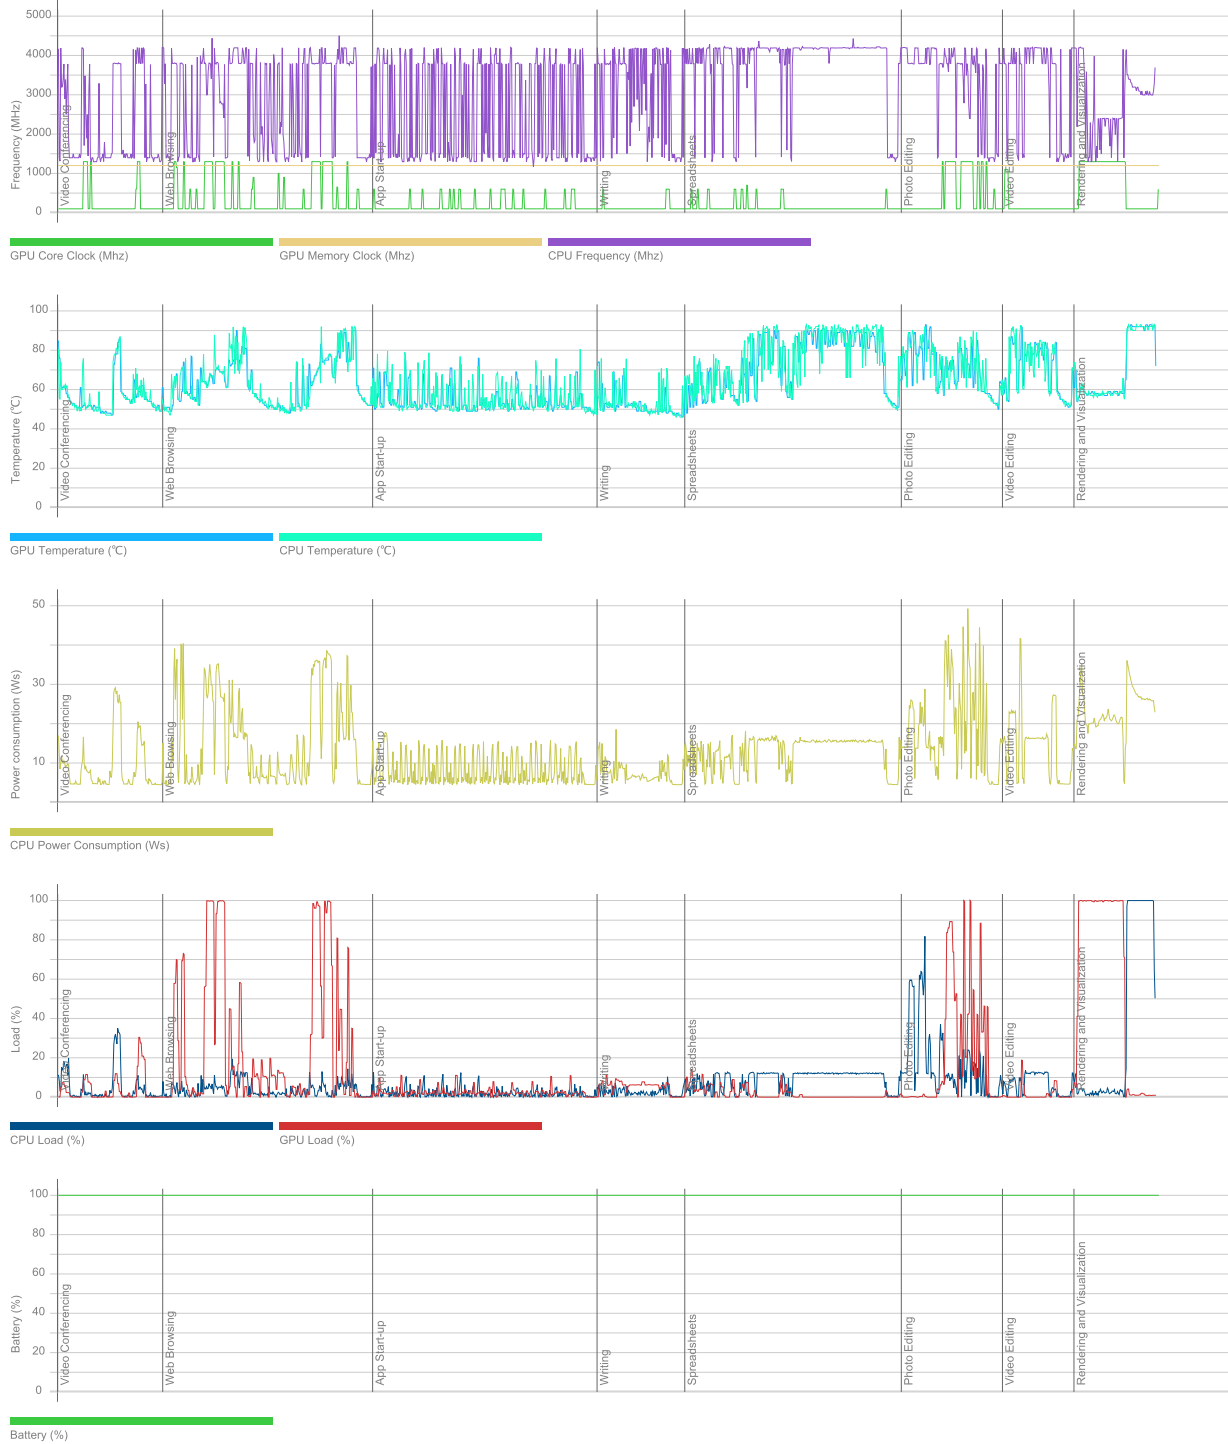 5000
4000
3000
2000
1000
0
Frequency (MHz)
Video Conferencing
Web Browsing
App Start-up
Writing
Spreadsheets
Photo Editing
Video Editing
Rendering and Visualization
GPU Core Clock (Mhz)
GPU Memory Clock (Mhz)
CPU Frequency (Mhz)
100
80
60
40
20
0
Temperature (℃)
Video Conferencing
Web Browsing
App Start-up
Writing
Spreadsheets
Photo Editing
Video Editing
Rendering and Visualization
GPU Temperature (℃)
CPU Temperature (℃)
50
30
10
Power consumption (Ws)
Video Conferencing
Web Browsing
App Start-up
Writing
Spreadsheets
Photo Editing
Video Editing
Rendering and Visualization
CPU Power Consumption (Ws)
100
80
60
40
20
0
Load (%)
Video Conferencing
Web Browsing
App Start-up
Writing
Spreadsheets
Photo Editing
Video Editing
Rendering and Visualization
CPU Load (%)
GPU Load (%)
100
80
60
40
20
0
Battery (%)
Video Conferencing
Web Browsing
App Start-up
Writing
Spreadsheets
Photo Editing
Video Editing
Rendering and Visualization
Battery (%)